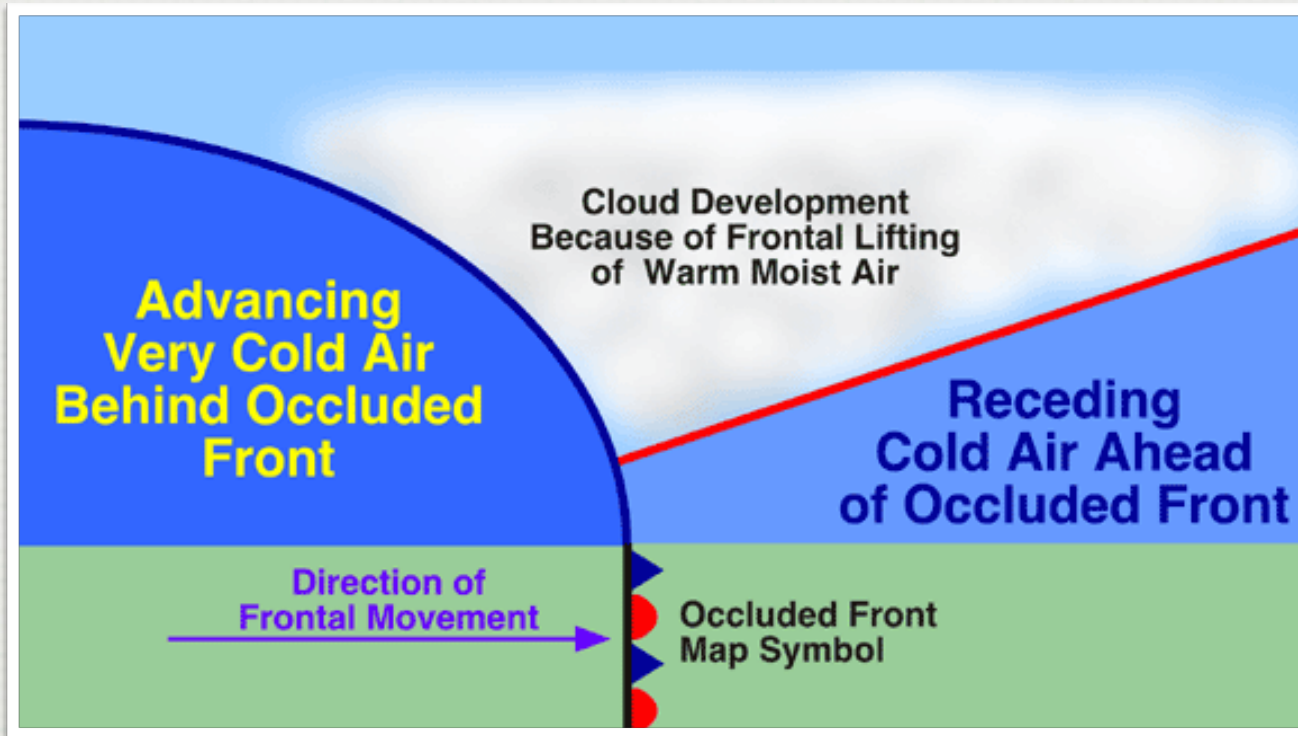 Cloud Development
Because of Frontal Lifting
of Warm Moist Air
Advancing
Very Cold Air
Behind Occluded
Front
Receding
Cold Air Ahead
of Occluded Front
Direction of
Frontal Movement
Occluded Front
Map Symbol